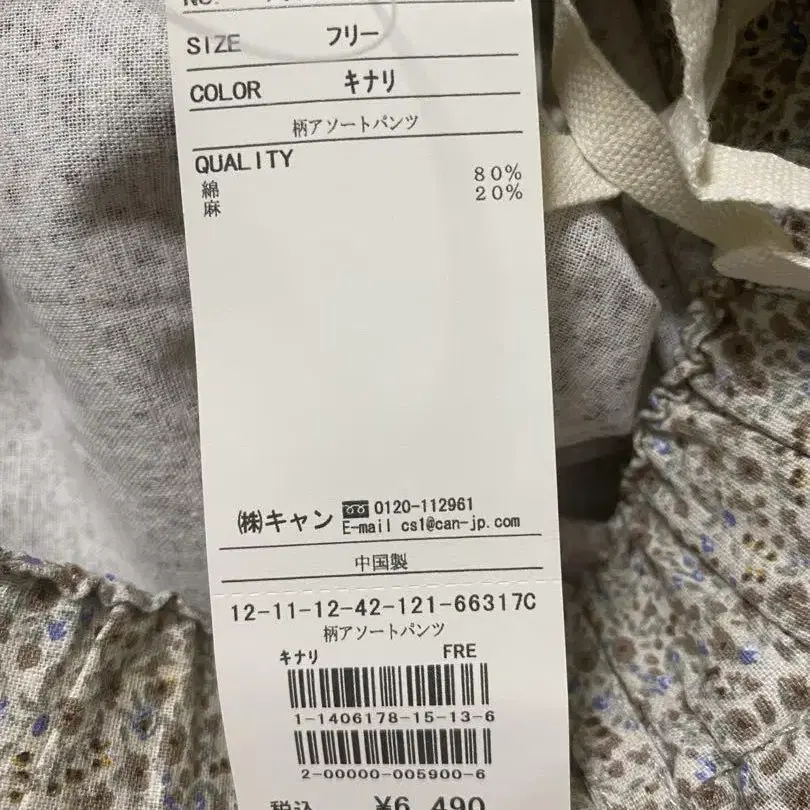 NO.
SIZE フリー
COLOR キナリ
柄アソートパンツ
QUALITY
綿 80%
麻 20%
㈱キャン 0120-112961
E-mail cs1@can-jp.com
中国製
12-11-12-42-121-66317C
柄アソートパンツ
キナリ FRE
1-1406178-15-13-6
2-00000-005900-6
税込 ¥6,490